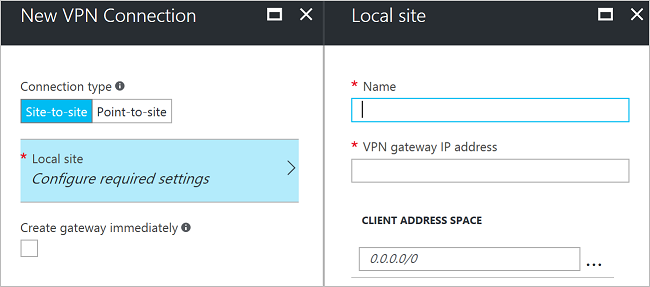 New VPN Connection
Connection type
Site-to-site Point-to-site
* Local site
Configure required settings
Create gateway immediately
Local site
* Name
* VPN gateway IP address
CLIENT ADDRESS SPACE
0.0.0.0/0 ...